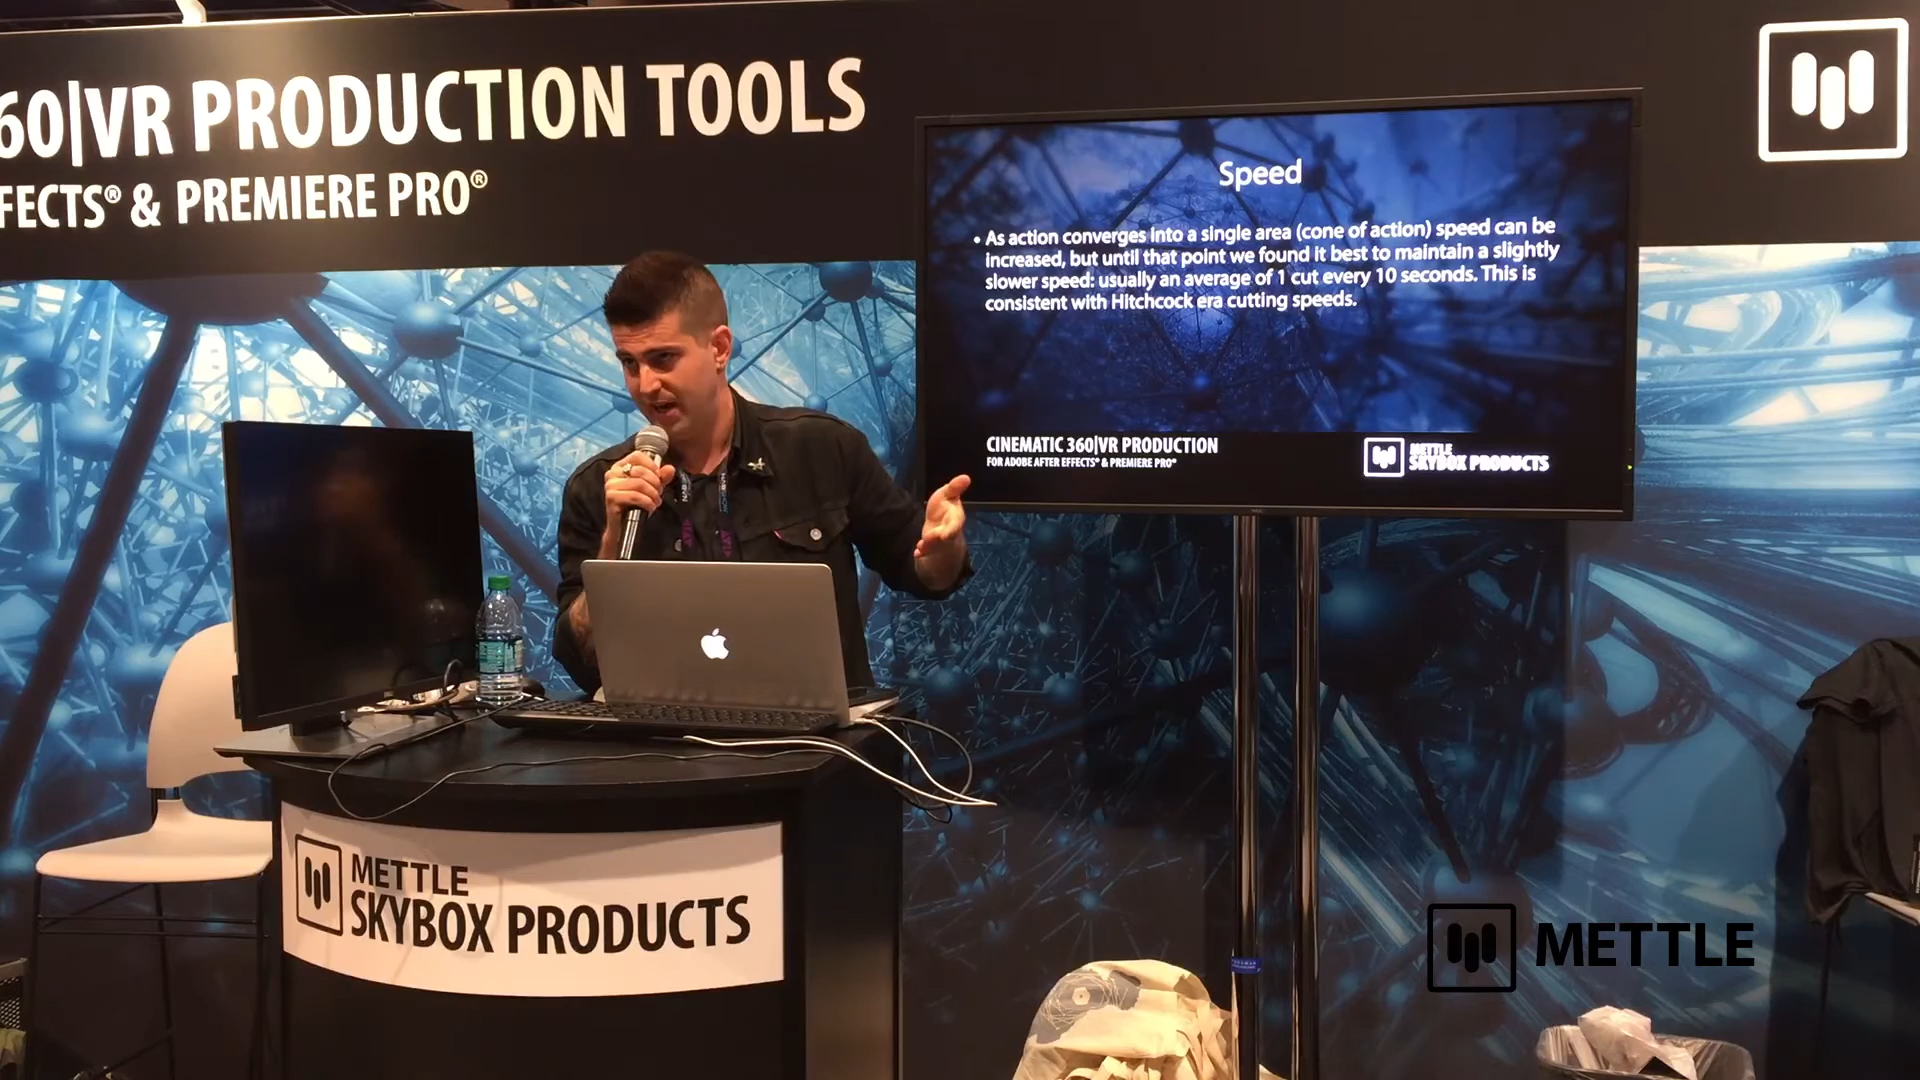 60|VR PRODUCTION TOOLS
FFECTS® & PREMIERE PRO®
Speed
• As action converges into a single area (cone of action) speed can be
increased, but until that point we found it best to maintain a slightly
slower speed: usually an average of 1 cut every 10 seconds. This is
consistent with Hitchcock era cutting speeds.
CINEMATIC 360|VR PRODUCTION
FOR ADOBE AFTER EFFECTS® & PREMIERE PRO®
METTLE
SKYBOX PRODUCTS
METTLE
SKYBOX PRODUCTS
METTLE